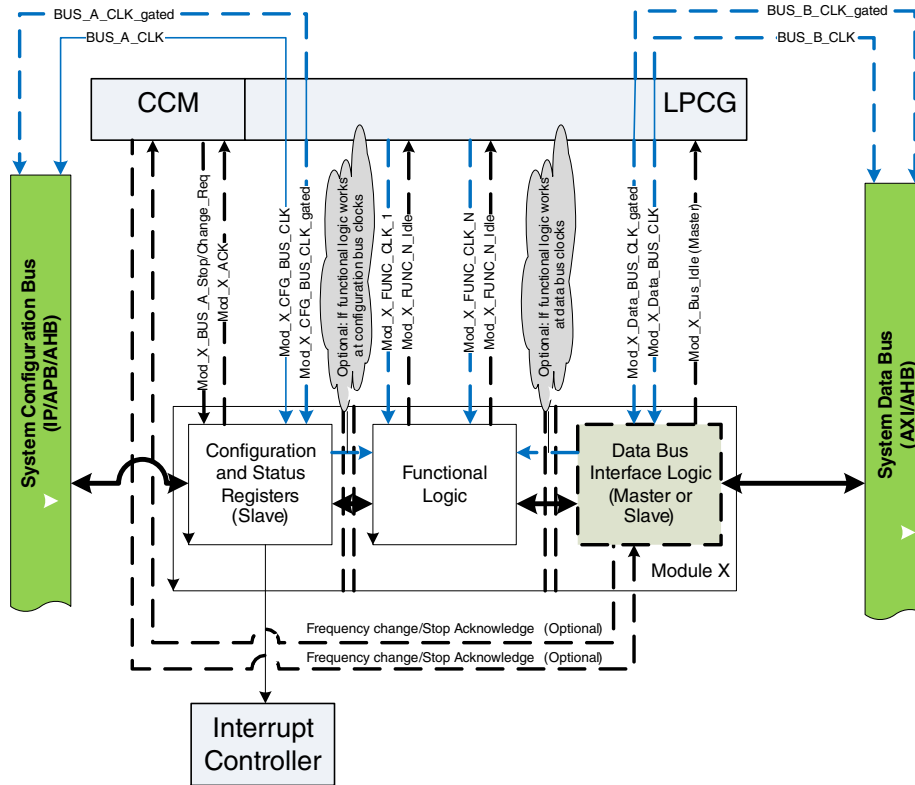 BUS_A_CLK_gated
BUS_A_CLK
BUS_B_CLK_gated
BUS_B_CLK
CCM
LPCG
System Configuration Bus
(IP/APB/AHB)
Mod_X_BUS_A_Stop/Change_Req
Mod_X_ACK
Mod_X_CFG_BUS_CLK
Mod_X_CFG_BUS_CLK_gated
Optional: If functional logic works
at configuration bus clocks
Mod_X_FUNC_CLK_1
Mod_X_FUNC_N_Idle
Mod_X_FUNC_CLK_N
Mod_X_FUNC_N_Idle
Optional: If functional logic works
at data bus clocks
Mod_X_Data_BUS_CLK_gated
Mod_X_Data_BUS_CLK
Mod_X_Bus_Idle (Master)
System Data Bus
(AXI/AHB)
Configuration
and Status
Registers
(Slave)
Functional
Logic
Data Bus
Interface Logic
(Master or
Slave)
Module X
Frequency change/Stop Acknowledge (Optional)
Frequency change/Stop Acknowledge (Optional)
Interrupt
Controller